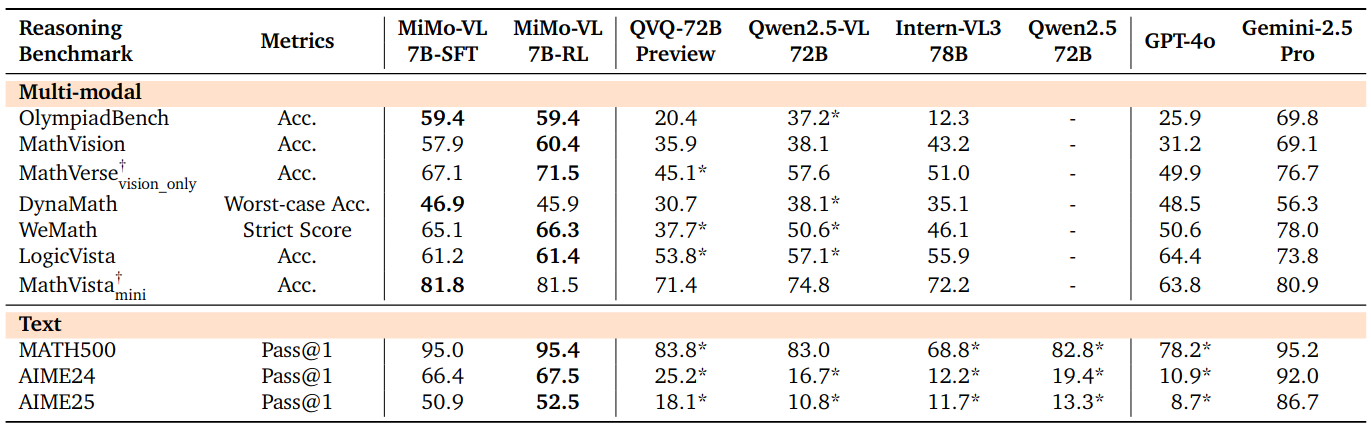 Reasoning Benchmark Metrics MiMo-VL 7B-SFT MiMo-VL 7B-RL QVQ-72B Preview Qwen2.5-VL 72B Intern-VL3 78B Qwen2.5 72B GPT-4o Gemini-2.5 Pro
Multi-modal
OlympiadBench Acc. 59.4 59.4 20.4 37.2* 12.3 - 25.9 69.8
MathVision Acc. 57.9 60.4 35.9 38.1 43.2 - 31.2 69.1
MathVerse†vision_only Acc. 67.1 71.5 45.1* 57.6 51.0 - 49.9 76.7
DynaMath Worst-case Acc. 46.9 45.9 30.7 38.1* 35.1 - 48.5 56.3
WeMath Strict Score 65.1 66.3 37.7* 50.6* 46.1 - 50.6 78.0
LogicVista Acc. 61.2 61.4 53.8* 57.1* 55.9 - 64.4 73.8
MathVista†mini Acc. 81.8 81.5 71.4 74.8 72.2 - 63.8 80.9
Text
MATH500 Pass@1 95.0 95.4 83.8* 83.0 68.8* 82.8* 78.2* 95.2
AIME24 Pass@1 66.4 67.5 25.2* 16.7* 12.2* 19.4* 10.9* 92.0
AIME25 Pass@1 50.9 52.5 18.1* 10.8* 11.7* 13.3* 8.7* 86.7